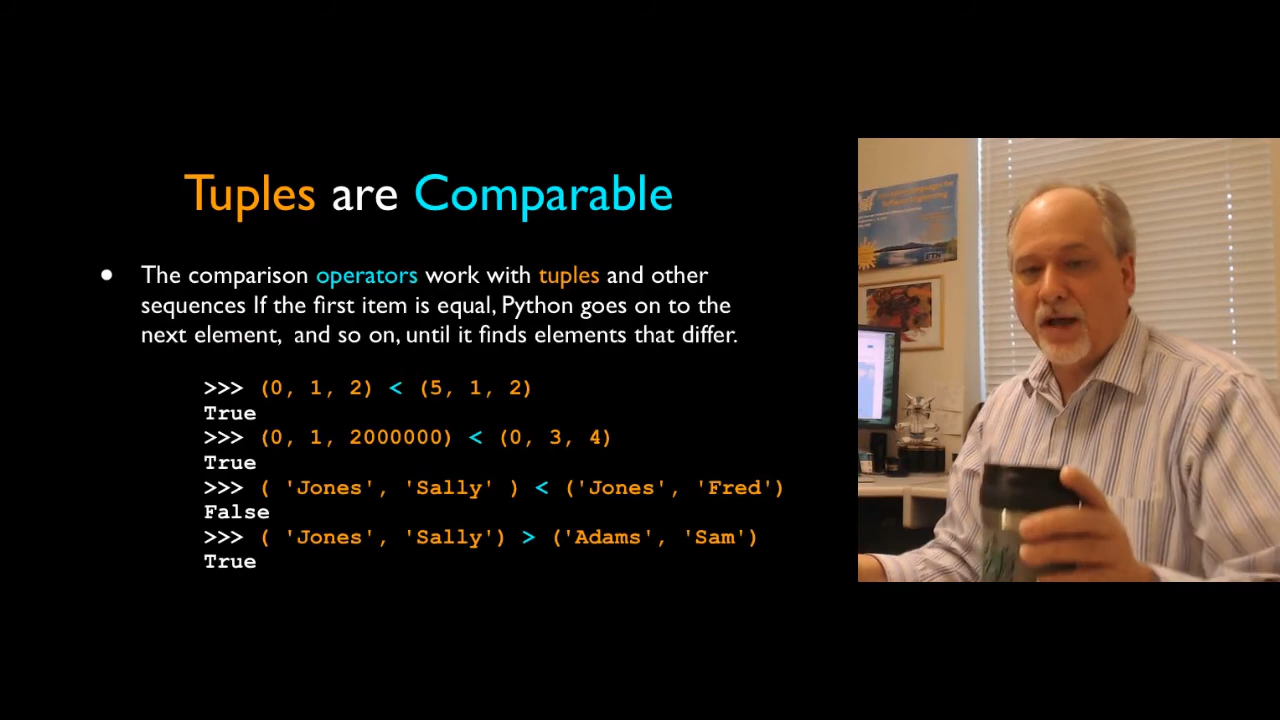 Tuples are Comparable
• The comparison operators work with tuples and other
sequences If the first item is equal, Python goes on to the
next element, and so on, until it finds elements that differ.
>>> (0, 1, 2) < (5, 1, 2)
True
>>> (0, 1, 2000000) < (0, 3, 4)
True
>>> ( 'Jones', 'Sally' ) < ('Jones', 'Fred')
False
>>> ( 'Jones', 'Sally') > ('Adams', 'Sam')
True